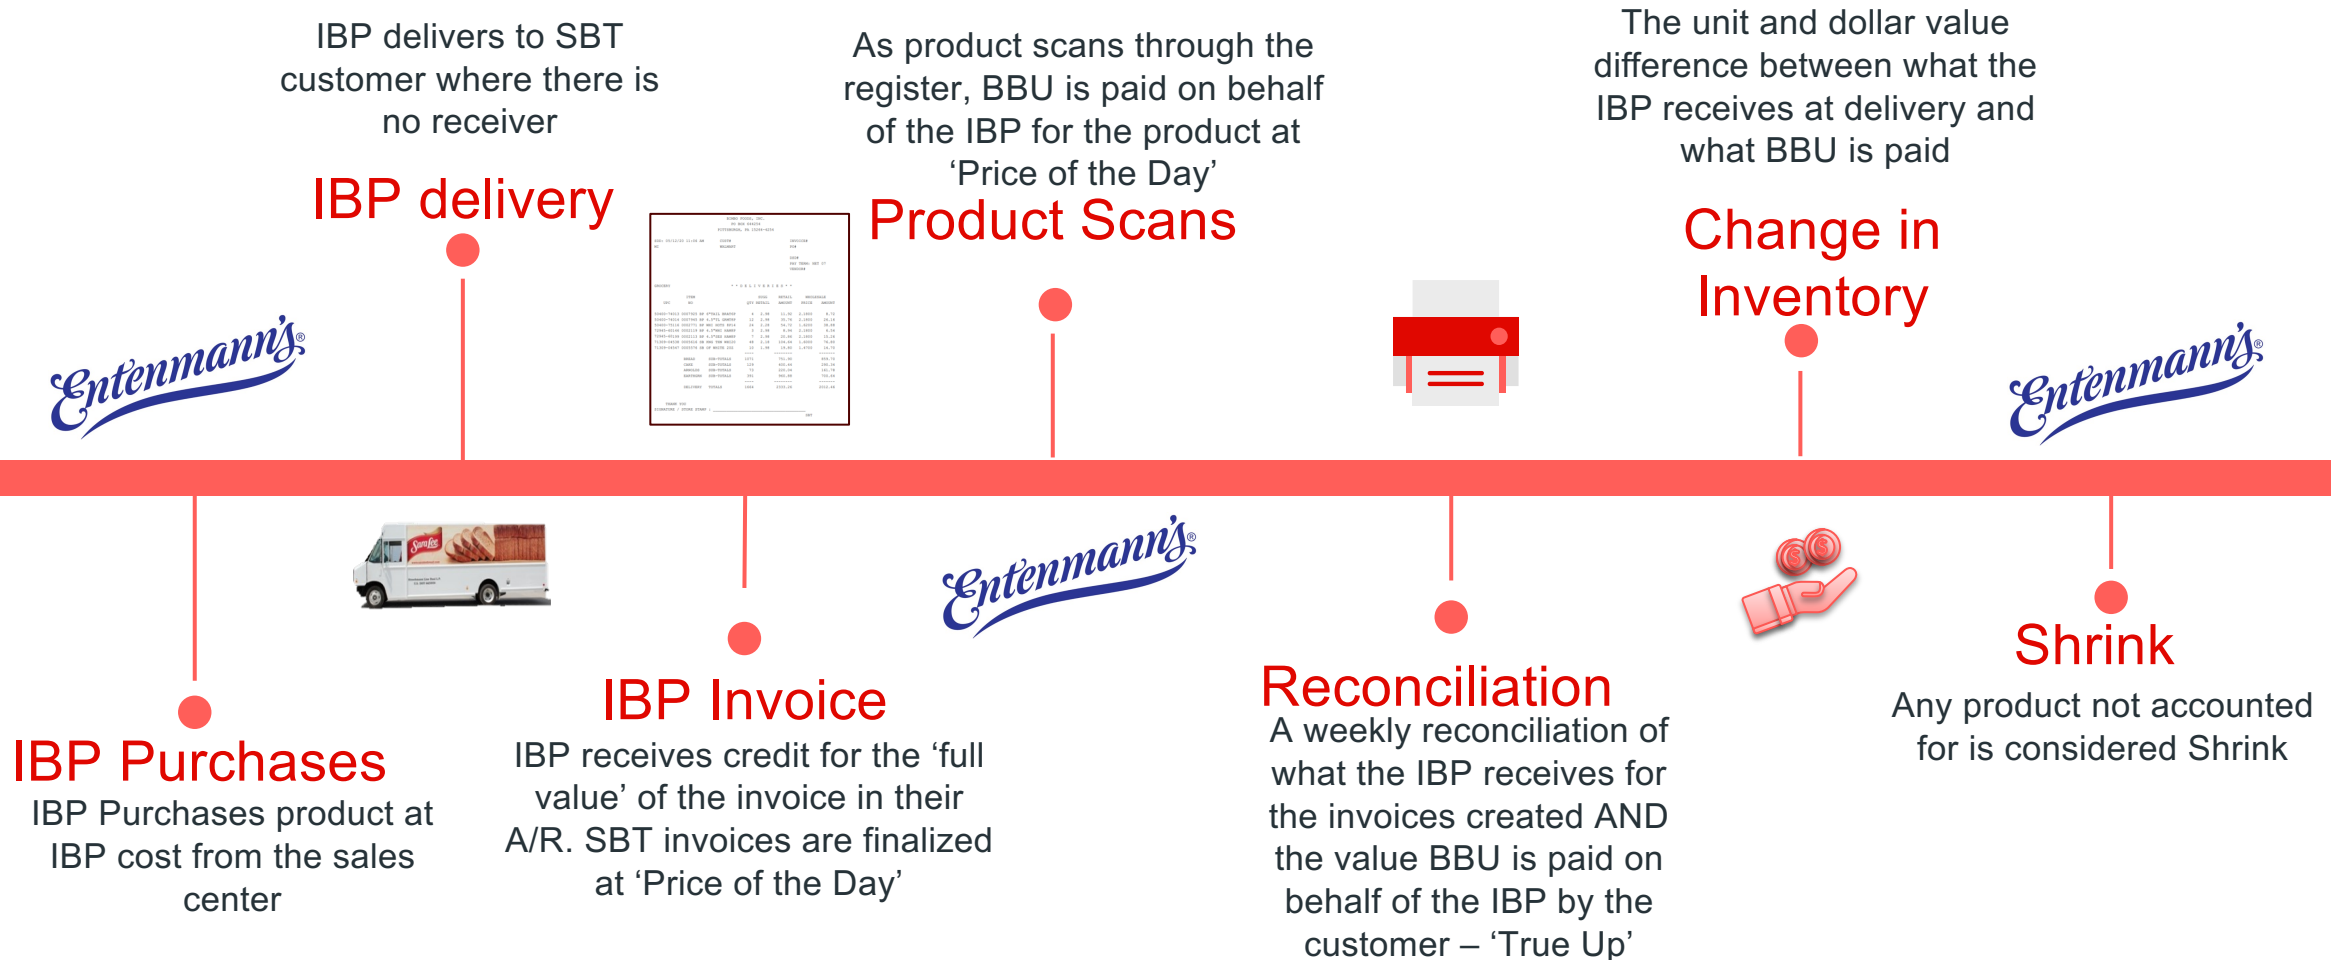 IBP delivers to SBT
customer where there is
no receiver
IBP delivery
As product scans through the
register, BBU is paid on behalf
of the IBP for the product at
‘Price of the Day’
Product Scans
The unit and dollar value
difference between what the
IBP receives at delivery and
what BBU is paid
Change in
Inventory
Entenmann's®
Entenmann's®
Sara Lee
Entenmann's®
IBP Purchases
IBP Purchases product at
IBP cost from the sales
center
IBP Invoice
IBP receives credit for the ‘full
value’ of the invoice in their
A/R. SBT invoices are finalized
at ‘Price of the Day’
Reconciliation
A weekly reconciliation of
what the IBP receives for
the invoices created AND
the value BBU is paid on
behalf of the IBP by the
customer – ‘True Up’
Shrink
Any product not accounted
for is considered Shrink